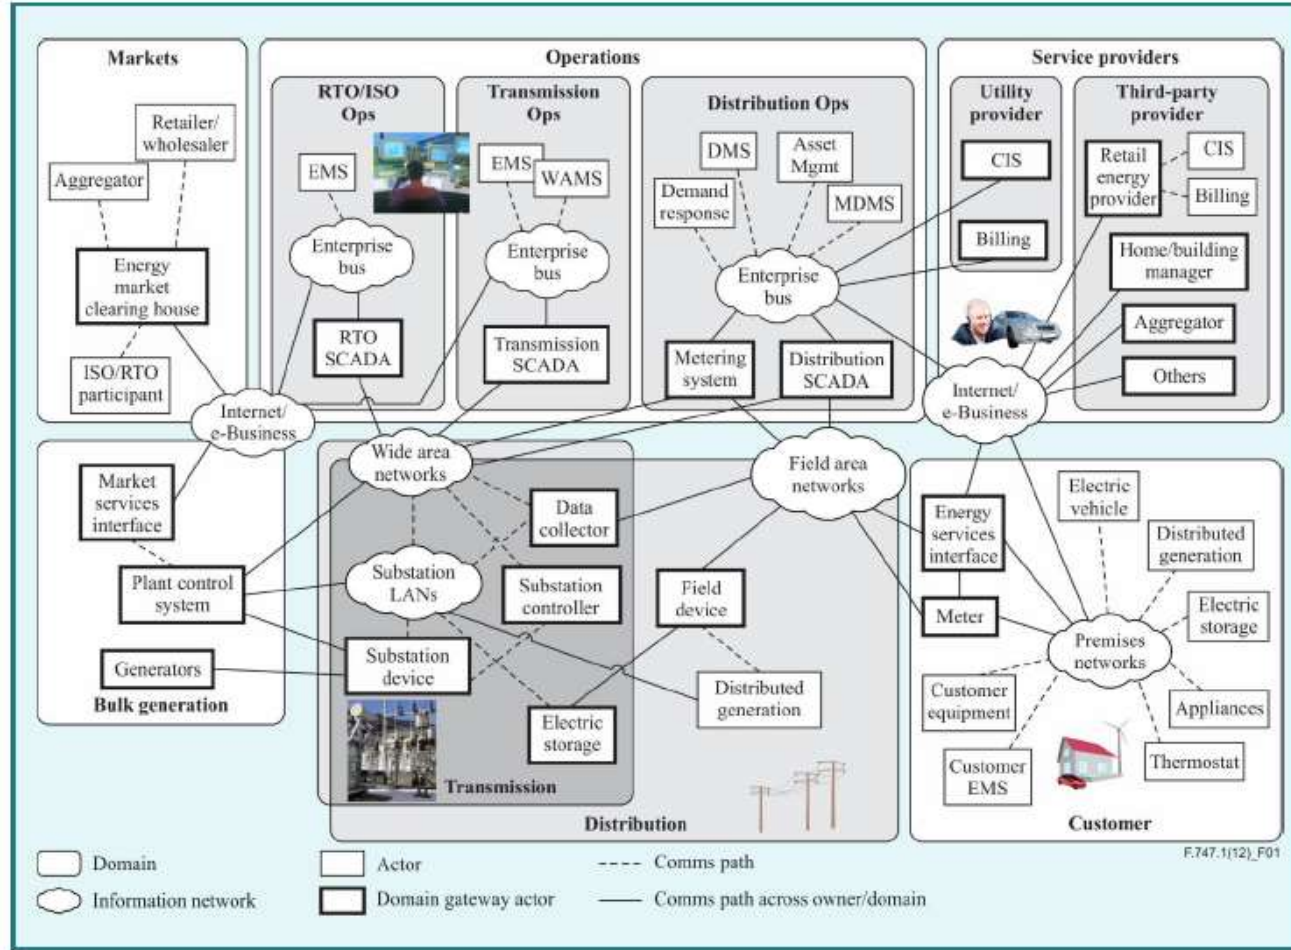 Markets
Retailer/
wholesaler
Aggregator
Energy
market
clearing house
ISO/RTO
participant
Internet/
e-Business
Operations
RTO/ISO
Ops
EMS
Enterprise
bus
RTO
SCADA
Transmission
Ops
EMS
WAMS
Enterprise
bus
Transmission
SCADA
Distribution Ops
DMS
Asset
Mgmt
Demand
response
MDMS
Enterprise
bus
Metering
system
Distribution
SCADA
Service providers
Utility
provider
CIS
Billing
Third-party
provider
Retail
energy
provider
CIS
Billing
Home/building
manager
Aggregator
Others
Internet/
e-Business
Market
services
interface
Plant control
system
Generators
Bulk generation
Wide area
networks
Data
collector
Substation
LANs
Substation
controller
Substation
device
Electric
storage
Transmission
Field area
networks
Field
device
Distributed
generation
Distribution
Energy
services
interface
Meter
Electric
vehicle
Distributed
generation
Electric
storage
Premises
networks
Customer
equipment
Appliances
Customer
EMS
Thermostat
Customer
F.747.1(12)_F01
Domain
Actor
Comms path
Information network
Domain gateway actor
Comms path across owner/domain